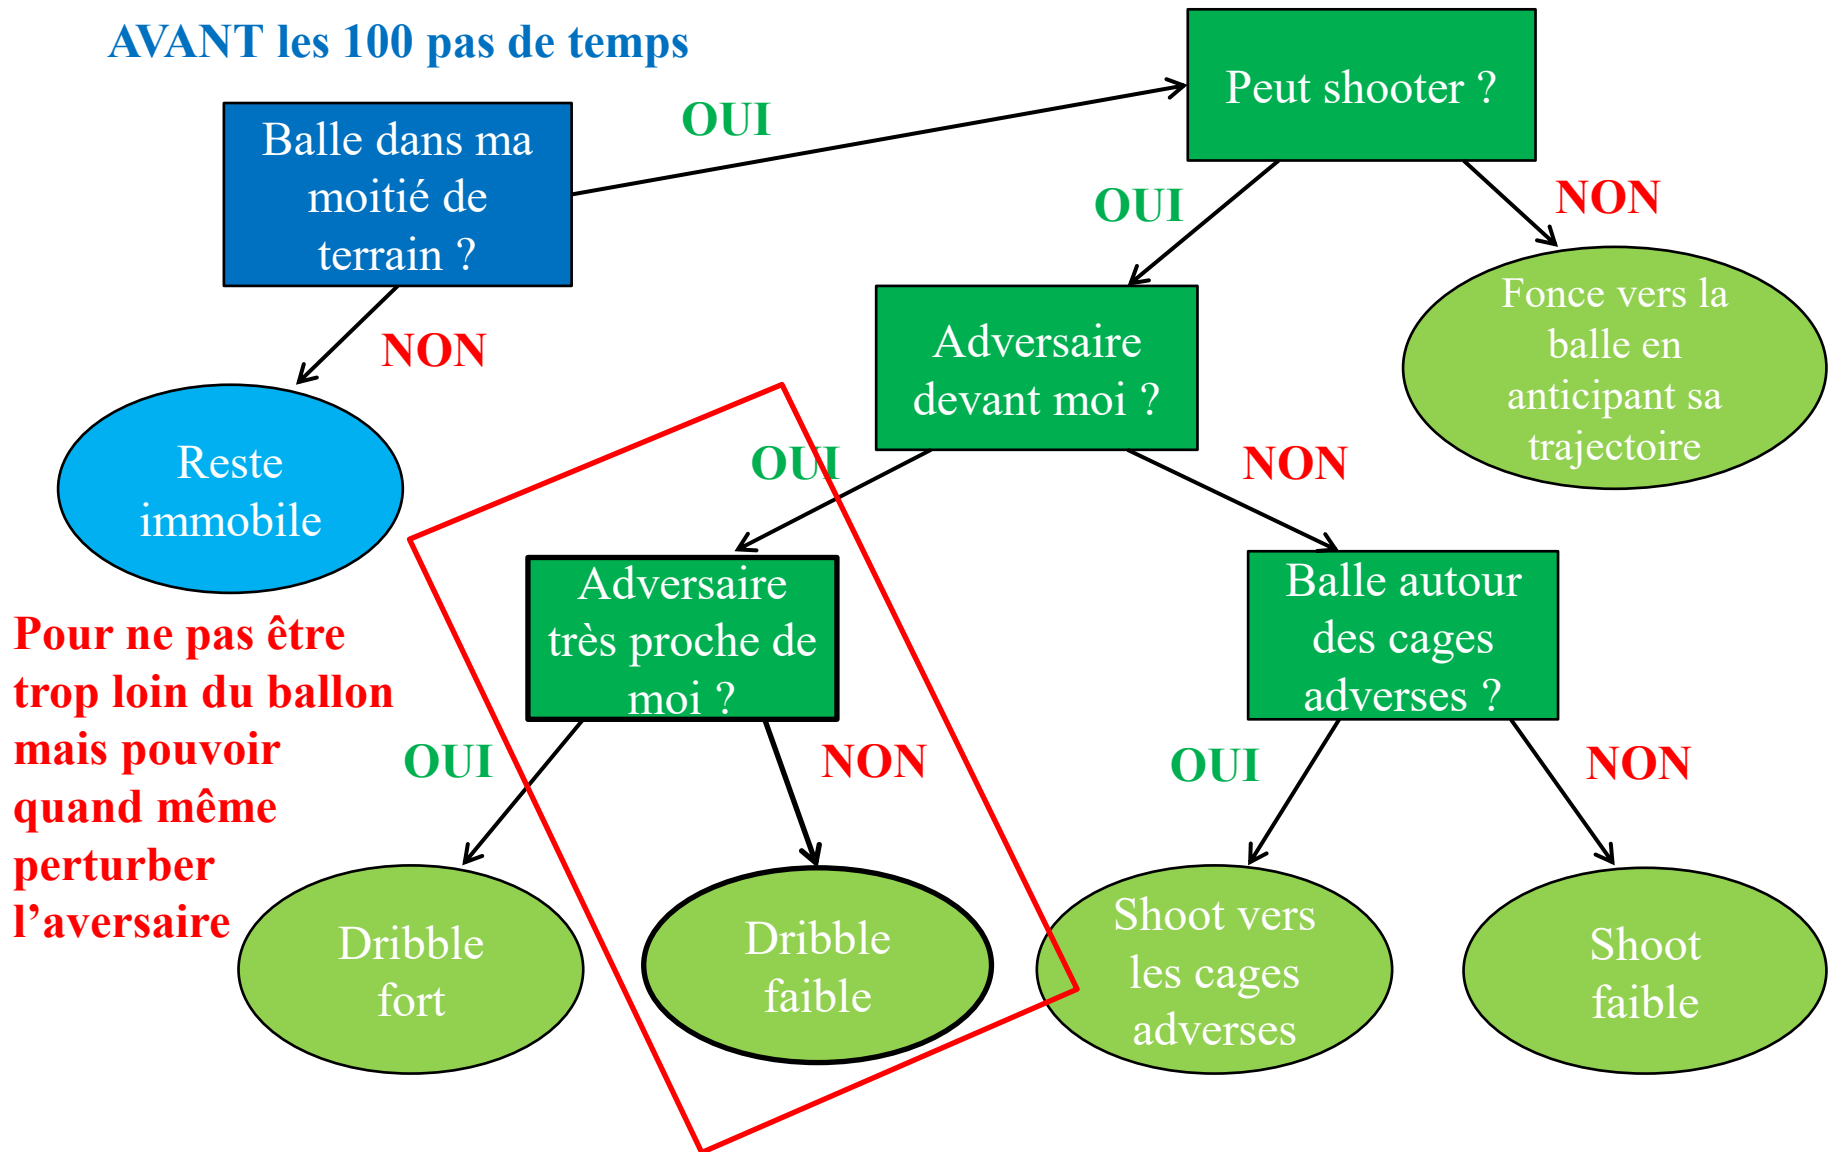 AVANT les 100 pas de temps
Peut shooter ?
OUI
Balle dans ma
moitié de
terrain ?
OUI
NON
NON
Fonce vers la
balle en
anticipant sa
trajectoire
Adversaire
devant moi ?
Reste
immobile
OUI
NON
Adversaire
très proche de
moi ?
Balle autour
des cages
adverses ?
Pour ne pas être
trop loin du ballon
mais pouvoir
quand même
perturber
l’aversaire
OUI
NON
OUI
NON
Dribble
fort
Dribble
faible
Shoot vers
les cages
adverses
Shoot
faible